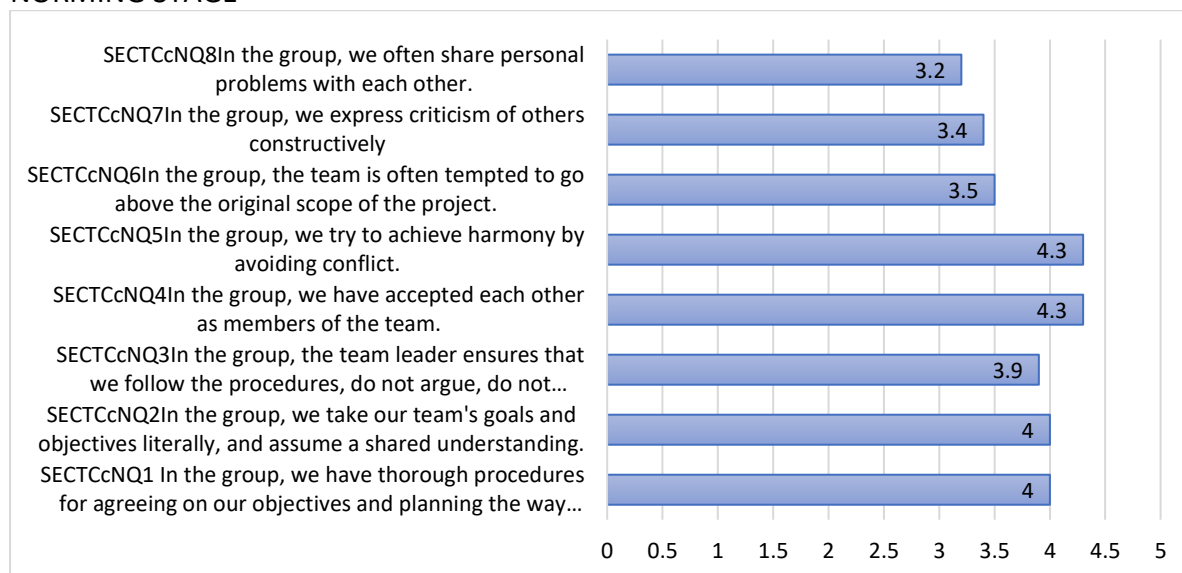 SECTCcNQ8In the group, we often share personal
problems with each other.
3.2
SECTCcNQ7In the group, we express criticism of others
constructively
3.4
SECTCcNQ6In the group, the team is often tempted to go
above the original scope of the project.
3.5
SECTCcNQ5In the group, we try to achieve harmony by
avoiding conflict.
4.3
SECTCcNQ4In the group, we have accepted each other
as members of the team.
4.3
SECTCcNQ3In the group, the team leader ensures that
we follow the procedures, do not argue, do not...
3.9
SECTCcNQ2In the group, we take our team's goals and
objectives literally, and assume a shared understanding.
4
SECTCcNQ1 In the group, we have thorough procedures
for agreeing on our objectives and planning the way...
4
0 0.5 1 1.5 2 2.5 3 3.5 4 4.5 5